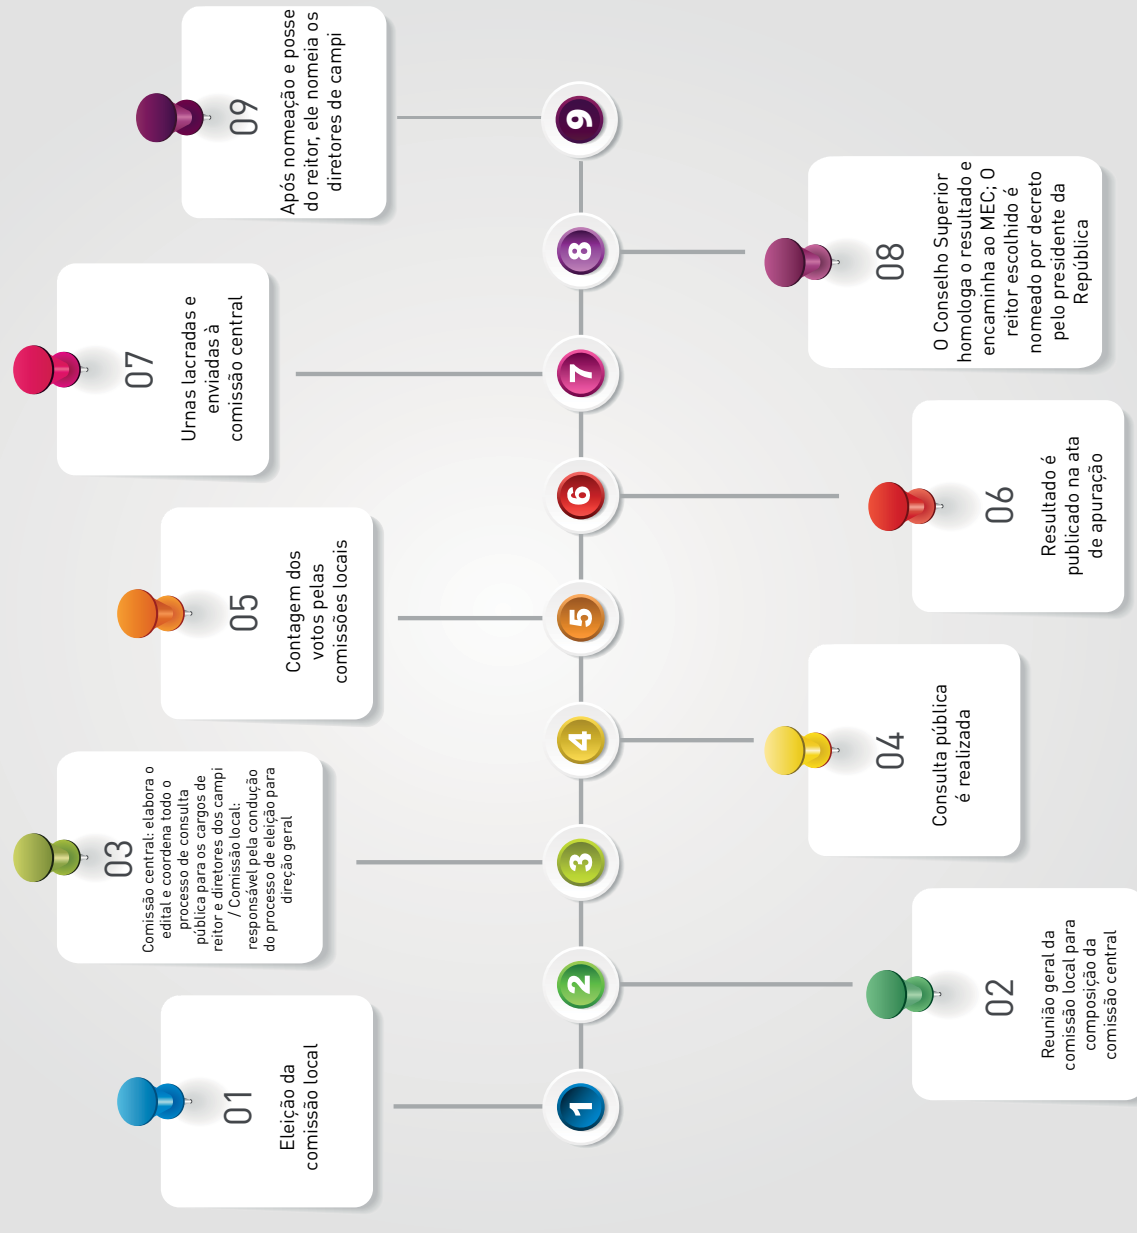 01
Eleição da
comissão local
02
Reunião geral da
comissão local para
composição da
comissão central
03
Comissão central: elabora o
edital e coordena todo o
processo de consulta
pública para os cargos de
reitor e diretores dos campi
/ Comissão local:
responsável pela condução
do processo de eleição para
direção geral
04
Consulta pública
é realizada
05
Contagem dos
votos pelas
comissões locais
06
Resultado é
publicado na ata
de apuração
07
Urnas lacradas e
enviadas à
comissão central
08
O Conselho Superior
homologa o resultado e
encaminha ao MEC; O
reitor escolhido é
nomeado por decreto
pelo presidente da
República
09
Após nomeação e posse
do reitor, ele nomeia os
diretores de campi
1
2
3
4
5
6
7
8
9